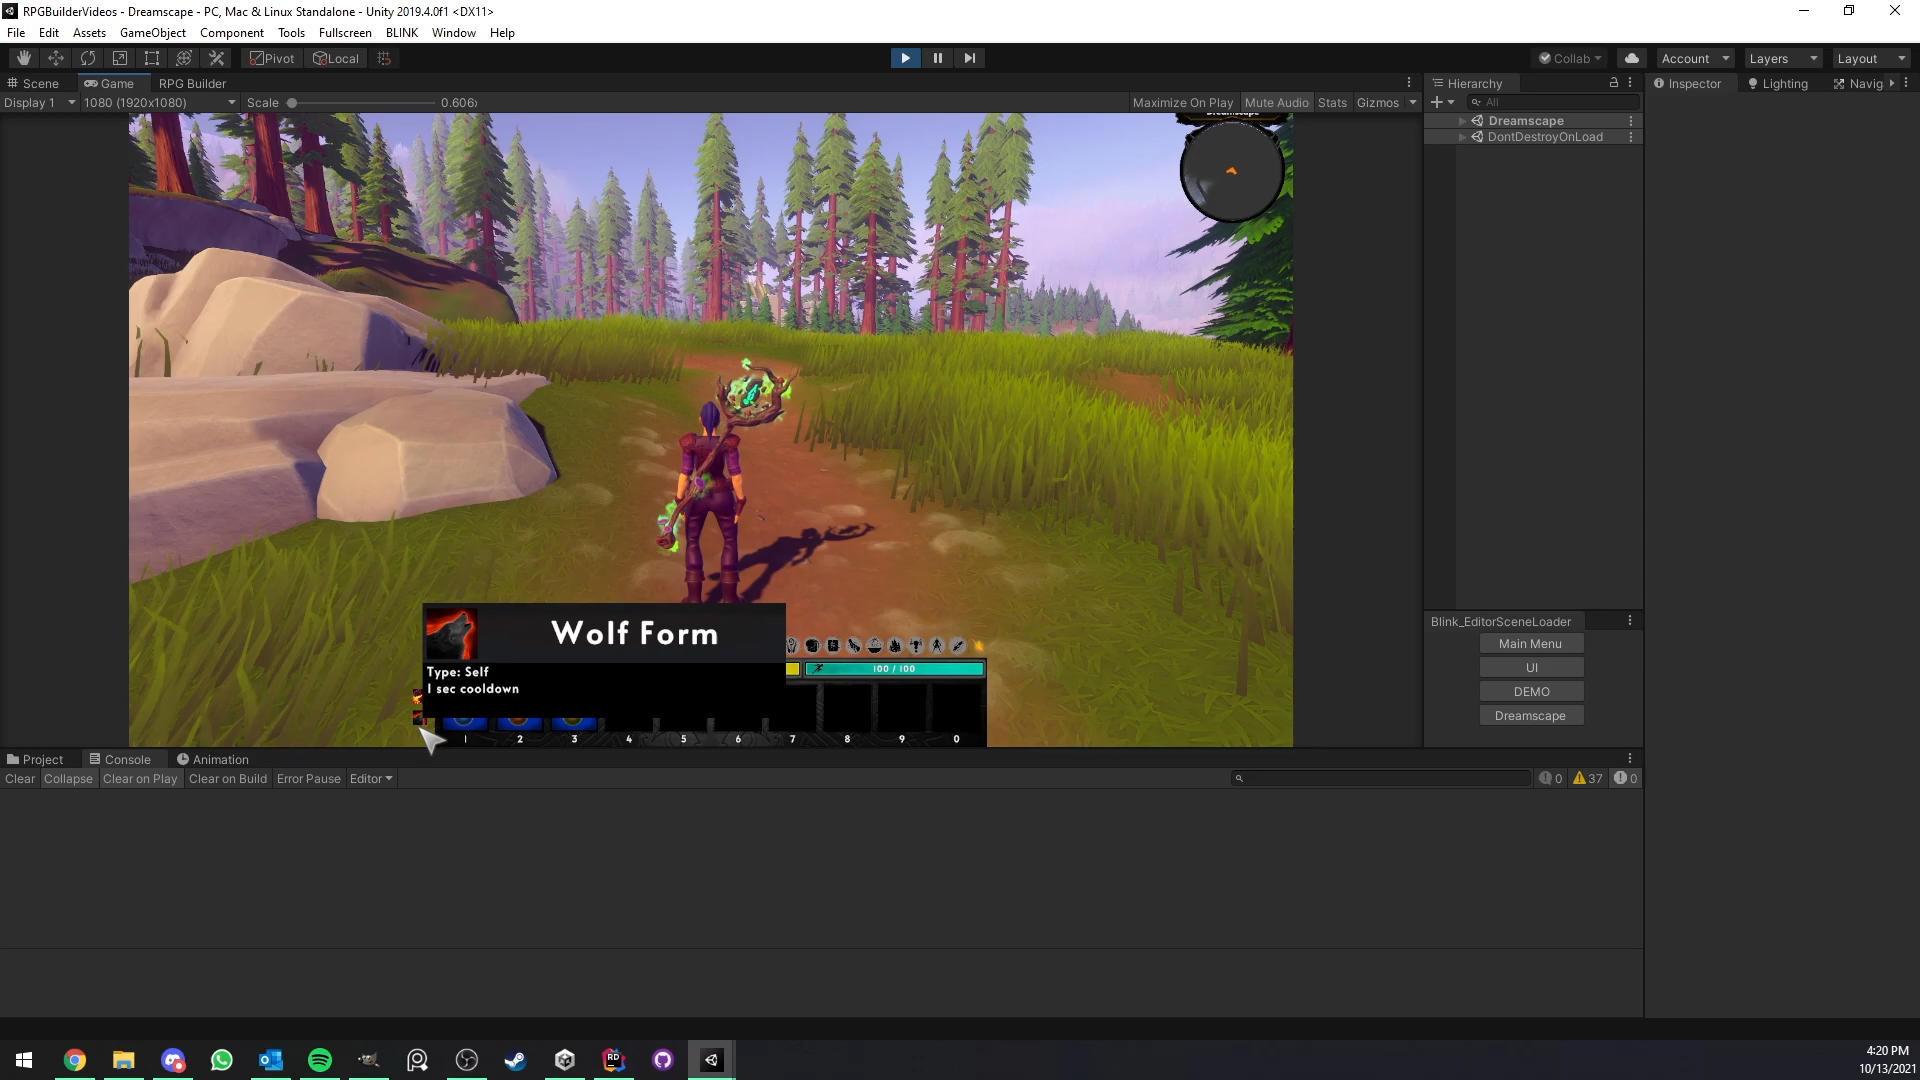 RPGBuilderVideos - Dreamscape - PC, Mac & Linux Standalone - Unity 2019.4.0f1 <DX11>
File Edit Assets GameObject Component Tools Fullscreen BLINK Window Help
Pivot Local Collab Account Layers Layout
Scene Game RPG Builder Hierarchy Inspector Lighting Navig
Display 1 1080 (1920x1080) Scale 0.606 Maximize On Play Mute Audio Stats Gizmos All
Dreamscape
DontDestroyOnLoad
Wolf Form
Type: Self
1 sec cooldown
100 / 100
1 2 3 4 5 6 7 8 9 0
Blink_EditorSceneLoader
Main Menu
UI
DEMO
Dreamscape
Project Console Animation
Clear Collapse Clear on Play Clear on Build Error Pause Editor 0 37 0
RD
4:20 PM
10/13/2021